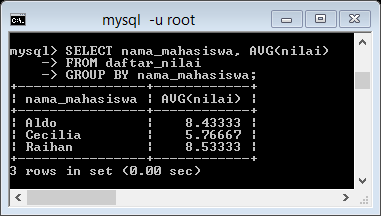 mysql -u root
mysql> SELECT nama_mahasiswa, AVG(nilai)
    -> FROM daftar_nilai
    -> GROUP BY nama_mahasiswa;
+----------------+------------+
| nama_mahasiswa | AVG(nilai) |
+----------------+------------+
| Aldo           |    8.43333 |
| Cecilia        |    5.76667 |
| Raihan         |    8.53333 |
+----------------+------------+
3 rows in set (0.00 sec)